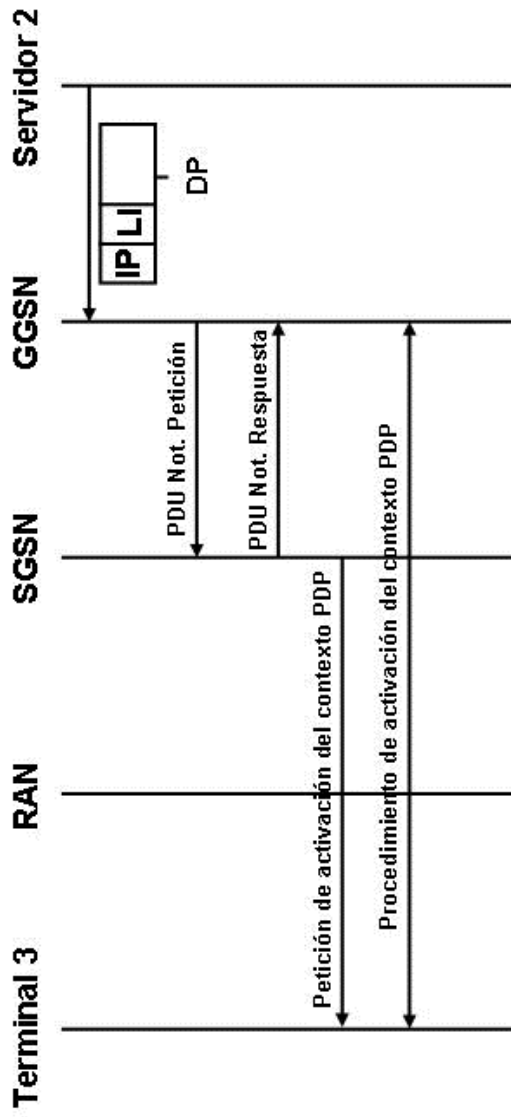 Terminal 3
RAN
SGSN
GGSN
Servidor 2
IP LI
DP
PDU Not. Petición
PDU Not. Respuesta
Petición de activación del contexto PDP
Procedimiento de activación del contexto PDP